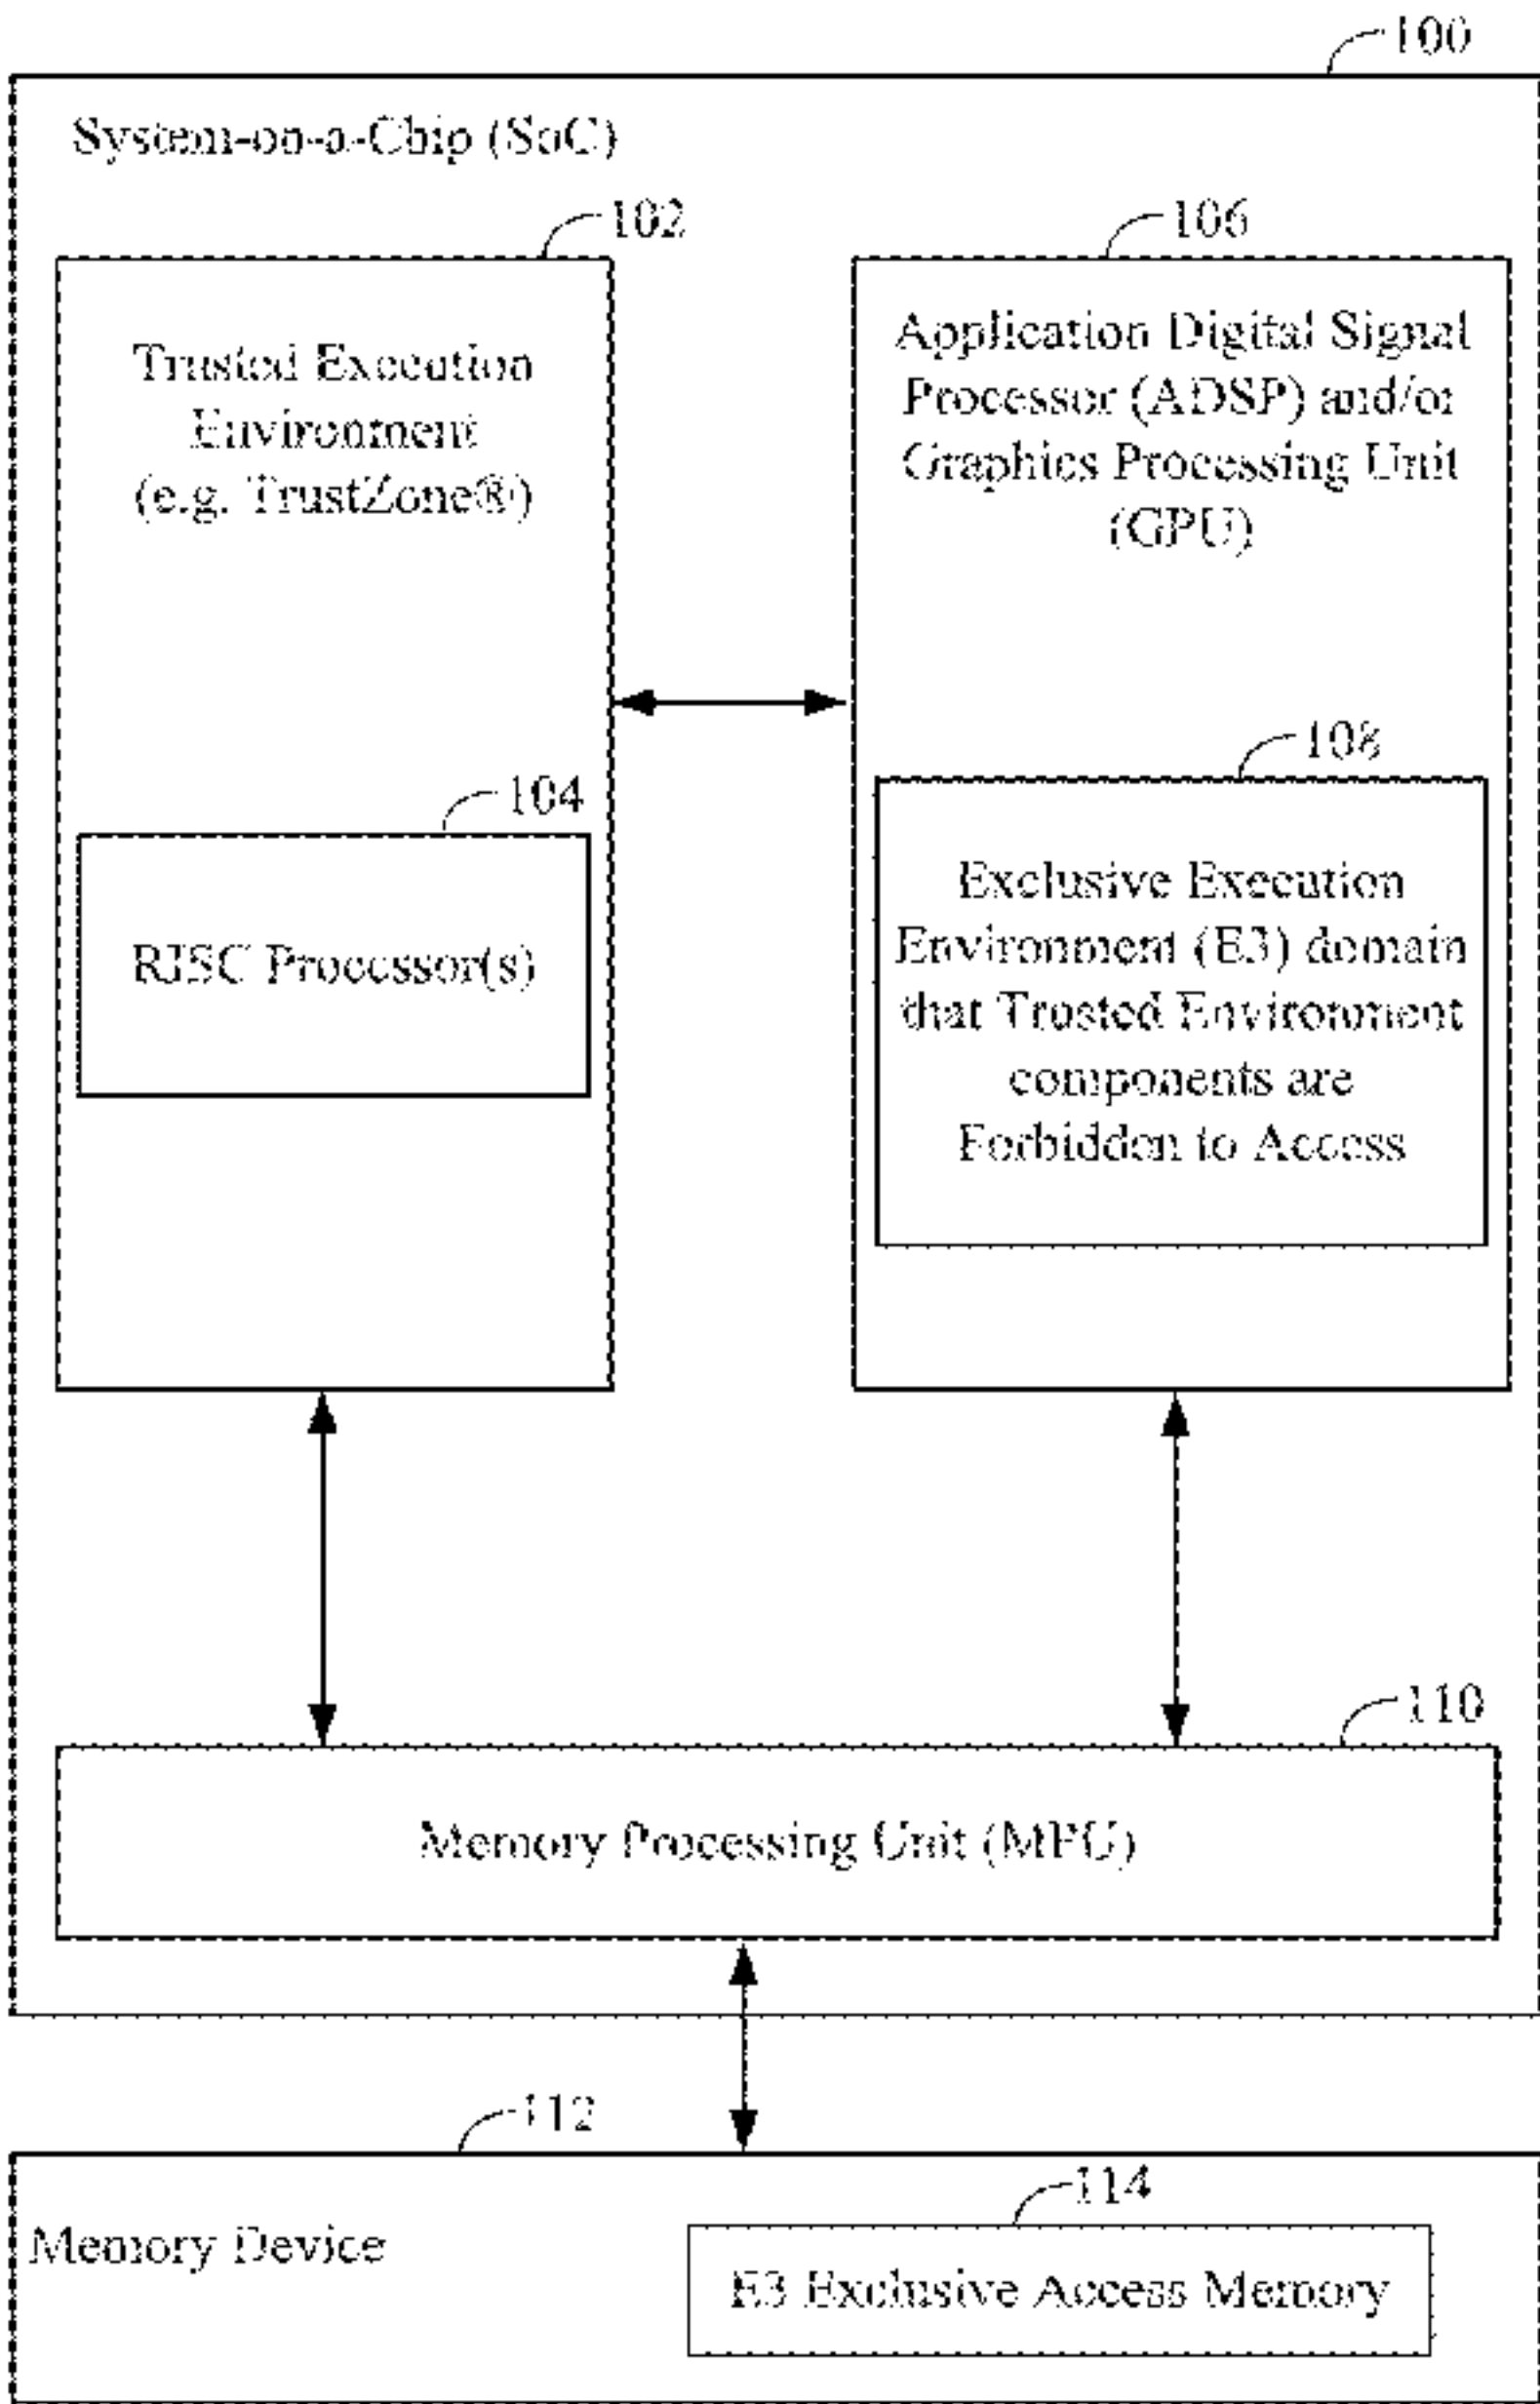 100
System-on-a-Chip (SoC)
102
106
Trusted Execution
Environment
(e.g. TrustZone®)
Application Digital Signal
Processor (ADSP) and/or
Graphics Processing Unit
(GPU)
108
104
RISC Processor(s)
Exclusive Execution
Environment (E3) domain
that Trusted Environment
components are
Forbidden to Access
110
Memory Processing Unit (MPU)
112
114
Memory Device
E3 Exclusive Access Memory